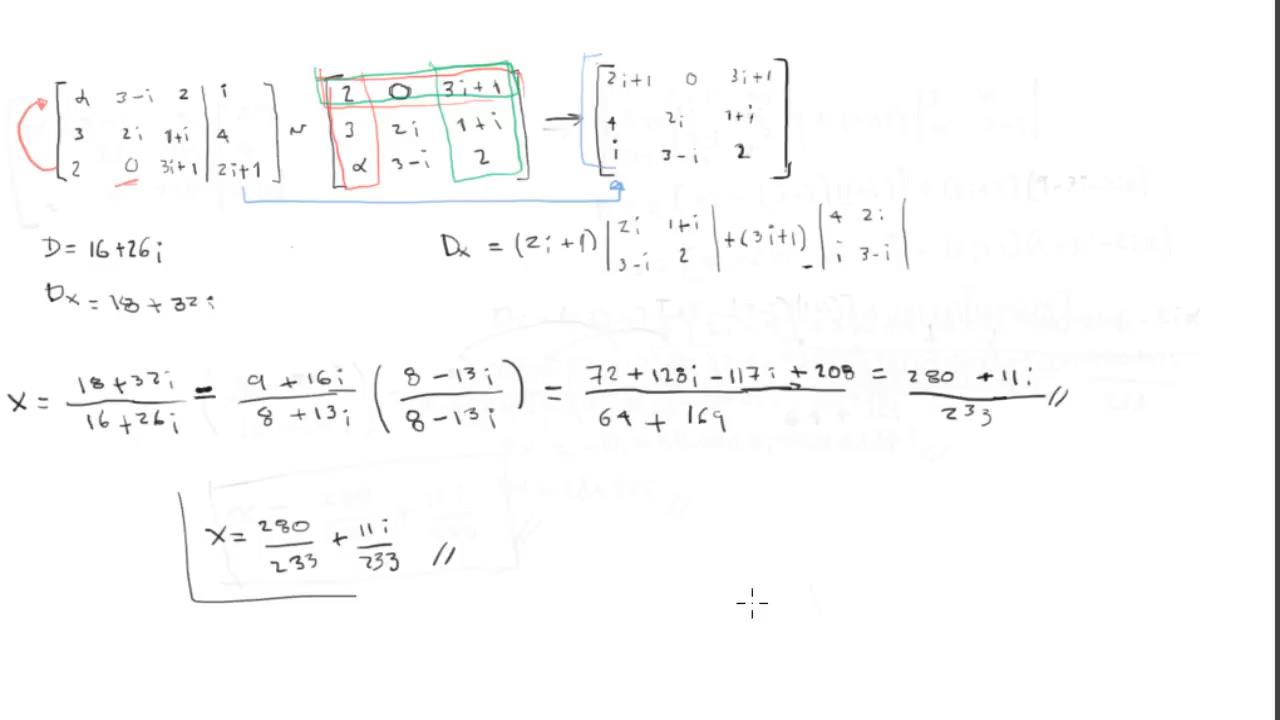 [ α 3-i 2 | i ] ~ [ 2 0 3i+1 ] → [ 2i+1 0 3i+1 ]
[ 3 2i 1+i | 4 ] [ 3 2i 1+i ] [ 4 2i 1+i ]
[ 2 0 3i+1 | 2i+1 ] [ α 3-i 2 ] [ i 3-i 2 ]
D = 16+26i
Dx = (2i+1) | 2i 1+i | +(3i+1) | 4 2i |
| 3-i 2 | | i 3-i |
Dx = 18+32i
X = (18+32i)/(16+26i) = (9+16i)/(8+13i) ( (8-13i)/(8-13i) ) = (72+128i-117i+208)/(64+169) = (280+11i)/233 //
X = 280/233 + 11i/233 //